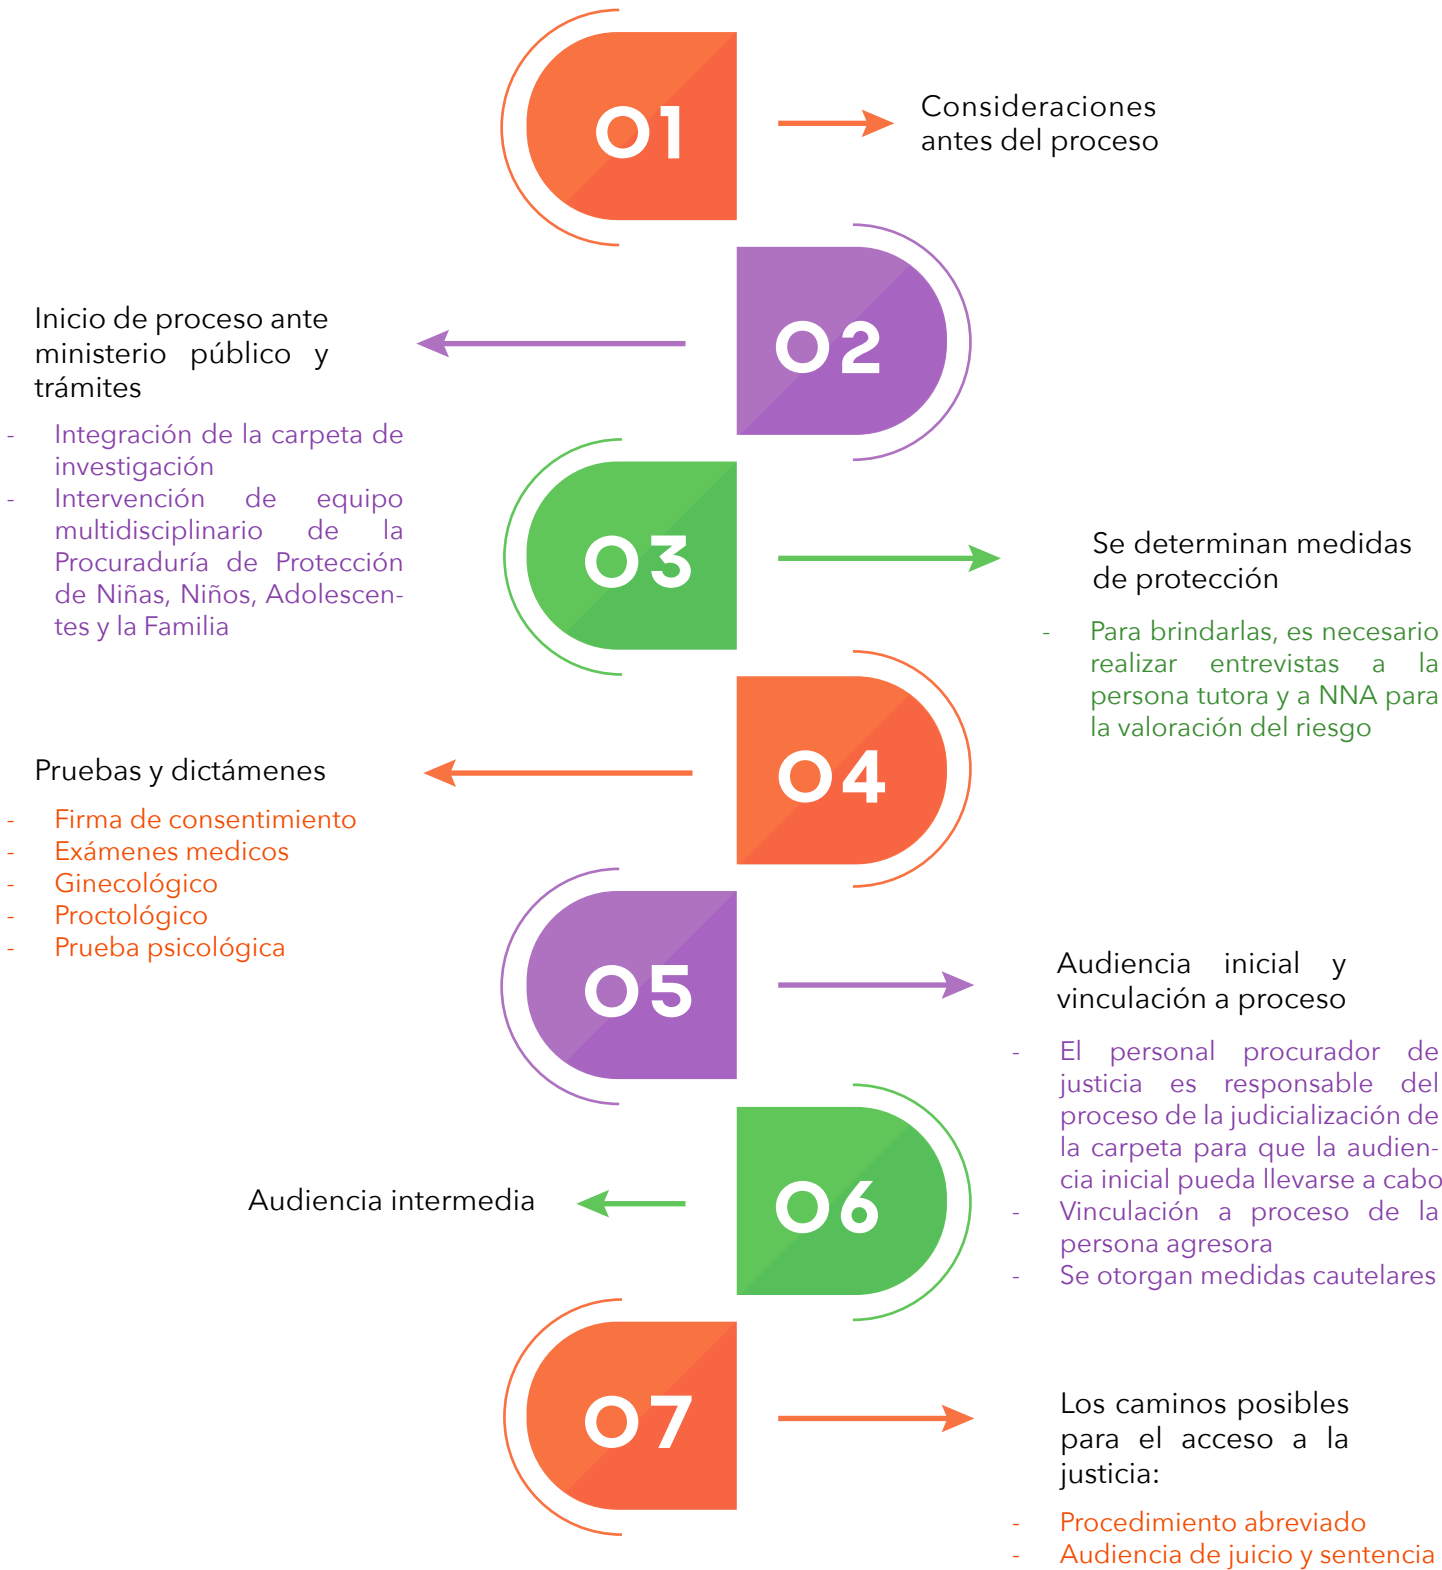 01
Consideraciones
antes del proceso
02
Inicio de proceso ante
ministerio público y
trámites
- Integración de la carpeta de
investigación
- Intervención de equipo
multidisciplinario de la
Procuraduría de Protección
de Niñas, Niños, Adolescen-
tes y la Familia
03
Se determinan medidas
de protección
- Para brindarlas, es necesario
realizar entrevistas a la
persona tutora y a NNA para
la valoración del riesgo
04
Pruebas y dictámenes
- Firma de consentimiento
- Exámenes medicos
- Ginecológico
- Proctológico
- Prueba psicológica
05
Audiencia inicial y
vinculación a proceso
- El personal procurador de
justicia es responsable del
proceso de la judicialización de
la carpeta para que la audien-
cia inicial pueda llevarse a cabo
- Vinculación a proceso de la
persona agresora
- Se otorgan medidas cautelares
06
Audiencia intermedia
07
Los caminos posibles
para el acceso a la
justicia:
- Procedimiento abreviado
- Audiencia de juicio y sentencia